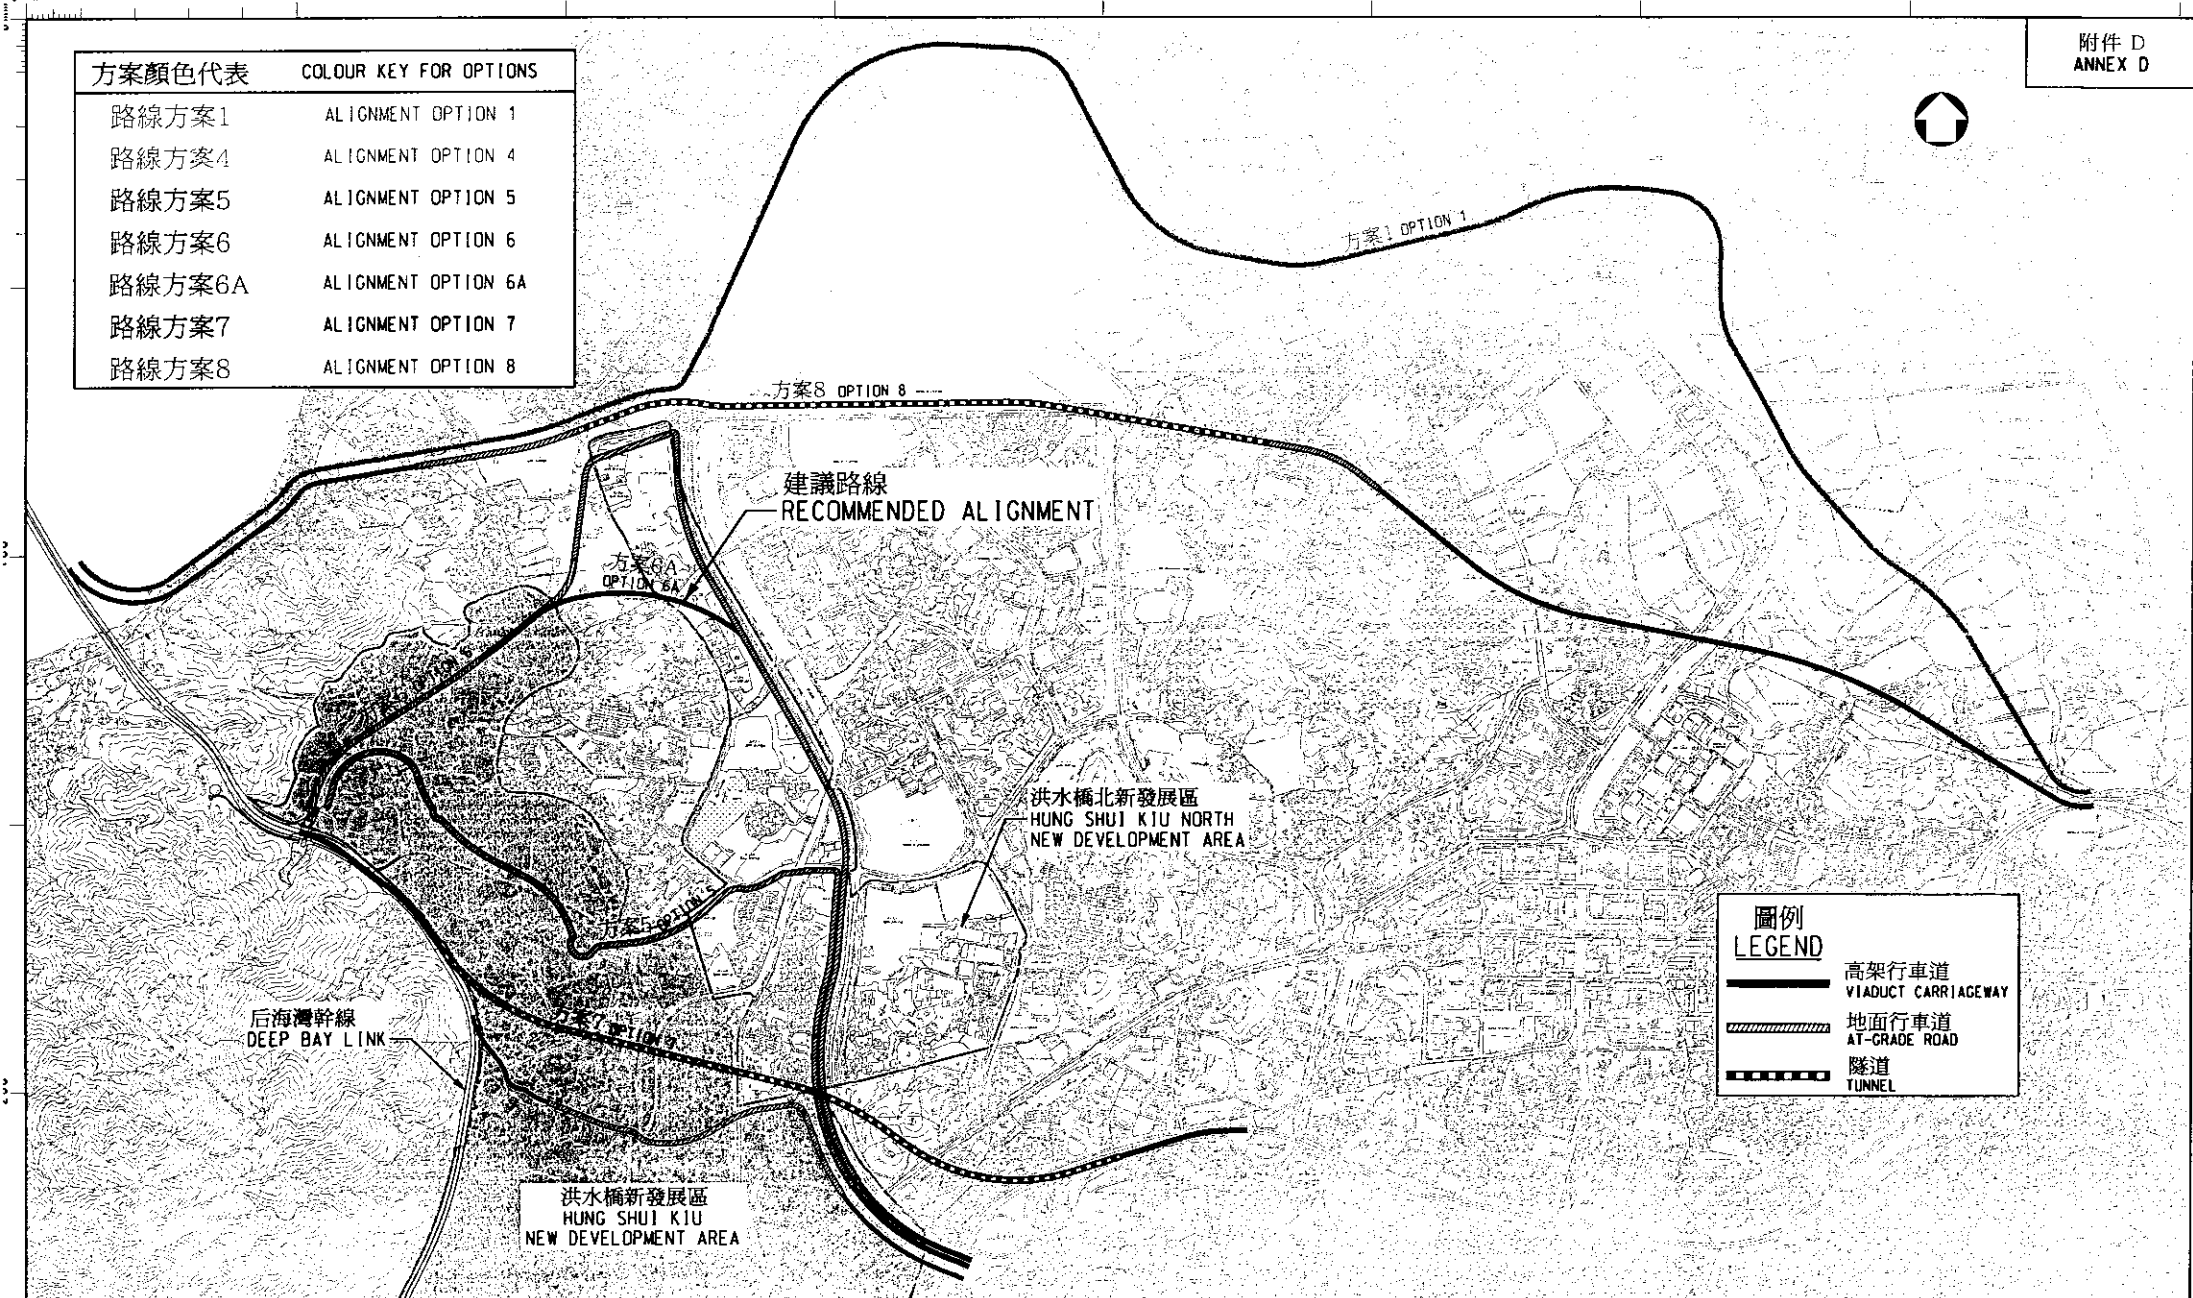 附件 D
ANNEX D
方案顏色代表 COLOUR KEY FOR OPTIONS
路線方案1 ALIGNMENT OPTION 1
路線方案4 ALIGNMENT OPTION 4
路線方案5 ALIGNMENT OPTION 5
路線方案6 ALIGNMENT OPTION 6
路線方案6A ALIGNMENT OPTION 6A
路線方案7 ALIGNMENT OPTION 7
路線方案8 ALIGNMENT OPTION 8
方案1 OPTION 1
方案8 OPTION 8
建議路線
RECOMMENDED ALIGNMENT
方案6A
OPTION 6A
OPTION 6
洪水橋北新發展區
HUNG SHUI KIU NORTH
NEW DEVELOPMENT AREA
方案5 OPTION 5
方案7 OPTION 7
后海灣幹線
DEEP BAY LINK
洪水橋新發展區
HUNG SHUI KIU
NEW DEVELOPMENT AREA
圖例
LEGEND
高架行車道
VIADUCT CARRIAGEWAY
地面行車道
AT-GRADE ROAD
隧道
TUNNEL